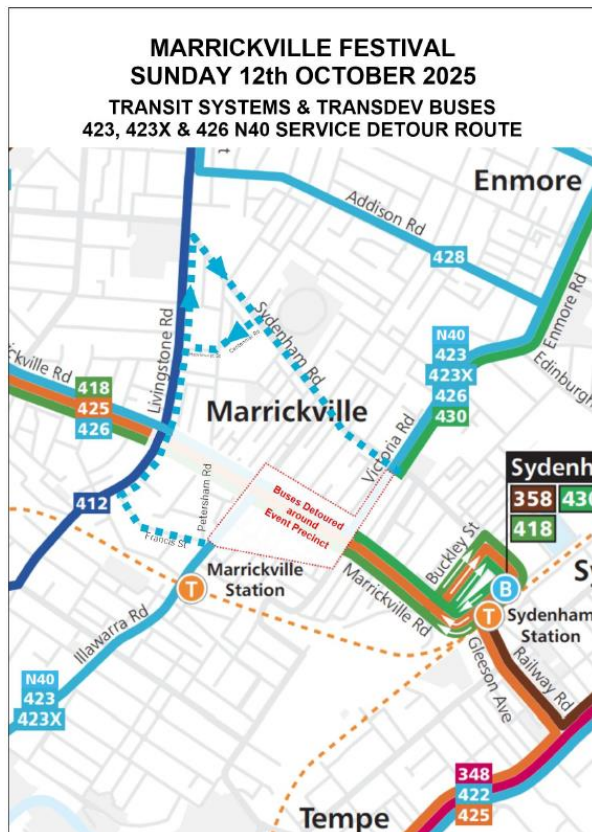 MARRICKVILLE FESTIVAL
SUNDAY 12th OCTOBER 2025
TRANSIT SYSTEMS & TRANSDEV BUSES
423, 423X & 426 N40 SERVICE DETOUR ROUTE
Enmore
Addison Rd
428
Enmore Rd
Edinburgh
N40
423
423X
426
430
Sydenham Rd
Livingstone Rd
ckville Rd
418
425
426
Marrickville
Victoria Rd
412
Petersham Rd
Francis St
Buses Detoured
around
Event Precinct
Sydenh
358
430
418
Buckley St
B
Sy
T
Marrickville
Station
Marrickville Rd
T
Sydenham
Station
Illawarra Rd
Gleeson Ave
Railway Rd
N40
423
423X
348
422
425
Tempe